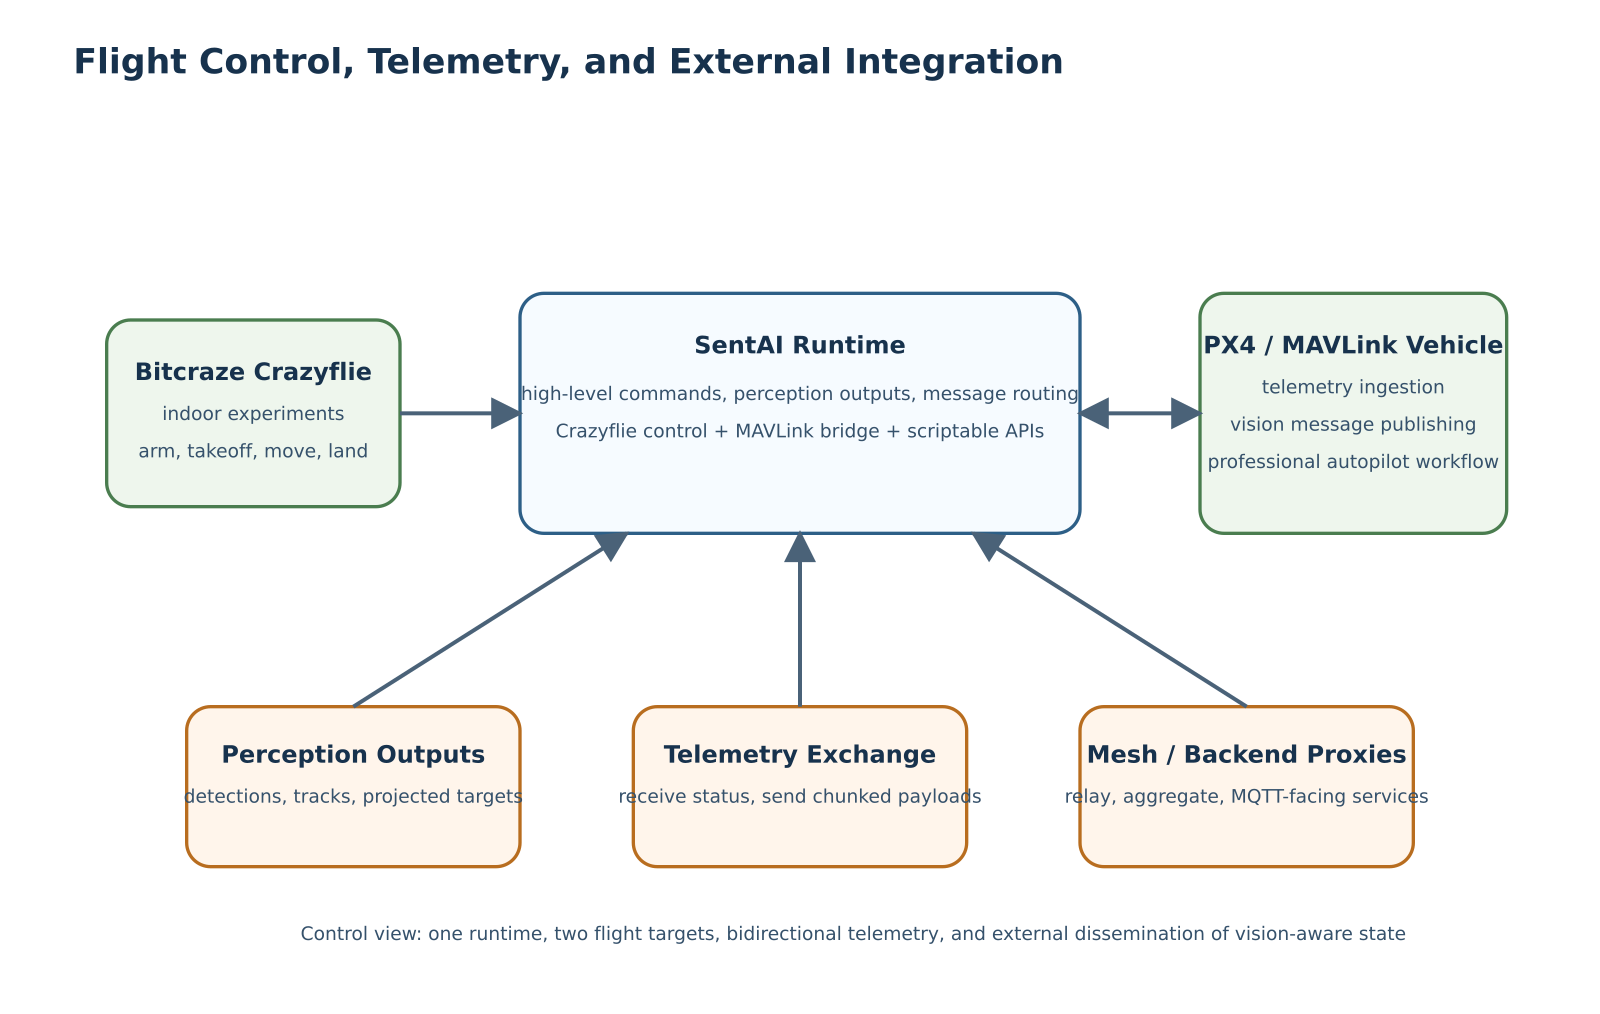 Flight Control, Telemetry, and External Integration
Bitcraze Crazyflie
indoor experiments
arm, takeoff, move, land
SentAI Runtime
high-level commands, perception outputs, message routing
Crazyflie control + MAVLink bridge + scriptable APIs
PX4 / MAVLink Vehicle
telemetry ingestion
vision message publishing
professional autopilot workflow
Perception Outputs
detections, tracks, projected targets
Telemetry Exchange
receive status, send chunked payloads
Mesh / Backend Proxies
relay, aggregate, MQTT-facing services
Control view: one runtime, two flight targets, bidirectional telemetry, and external dissemination of vision-aware state